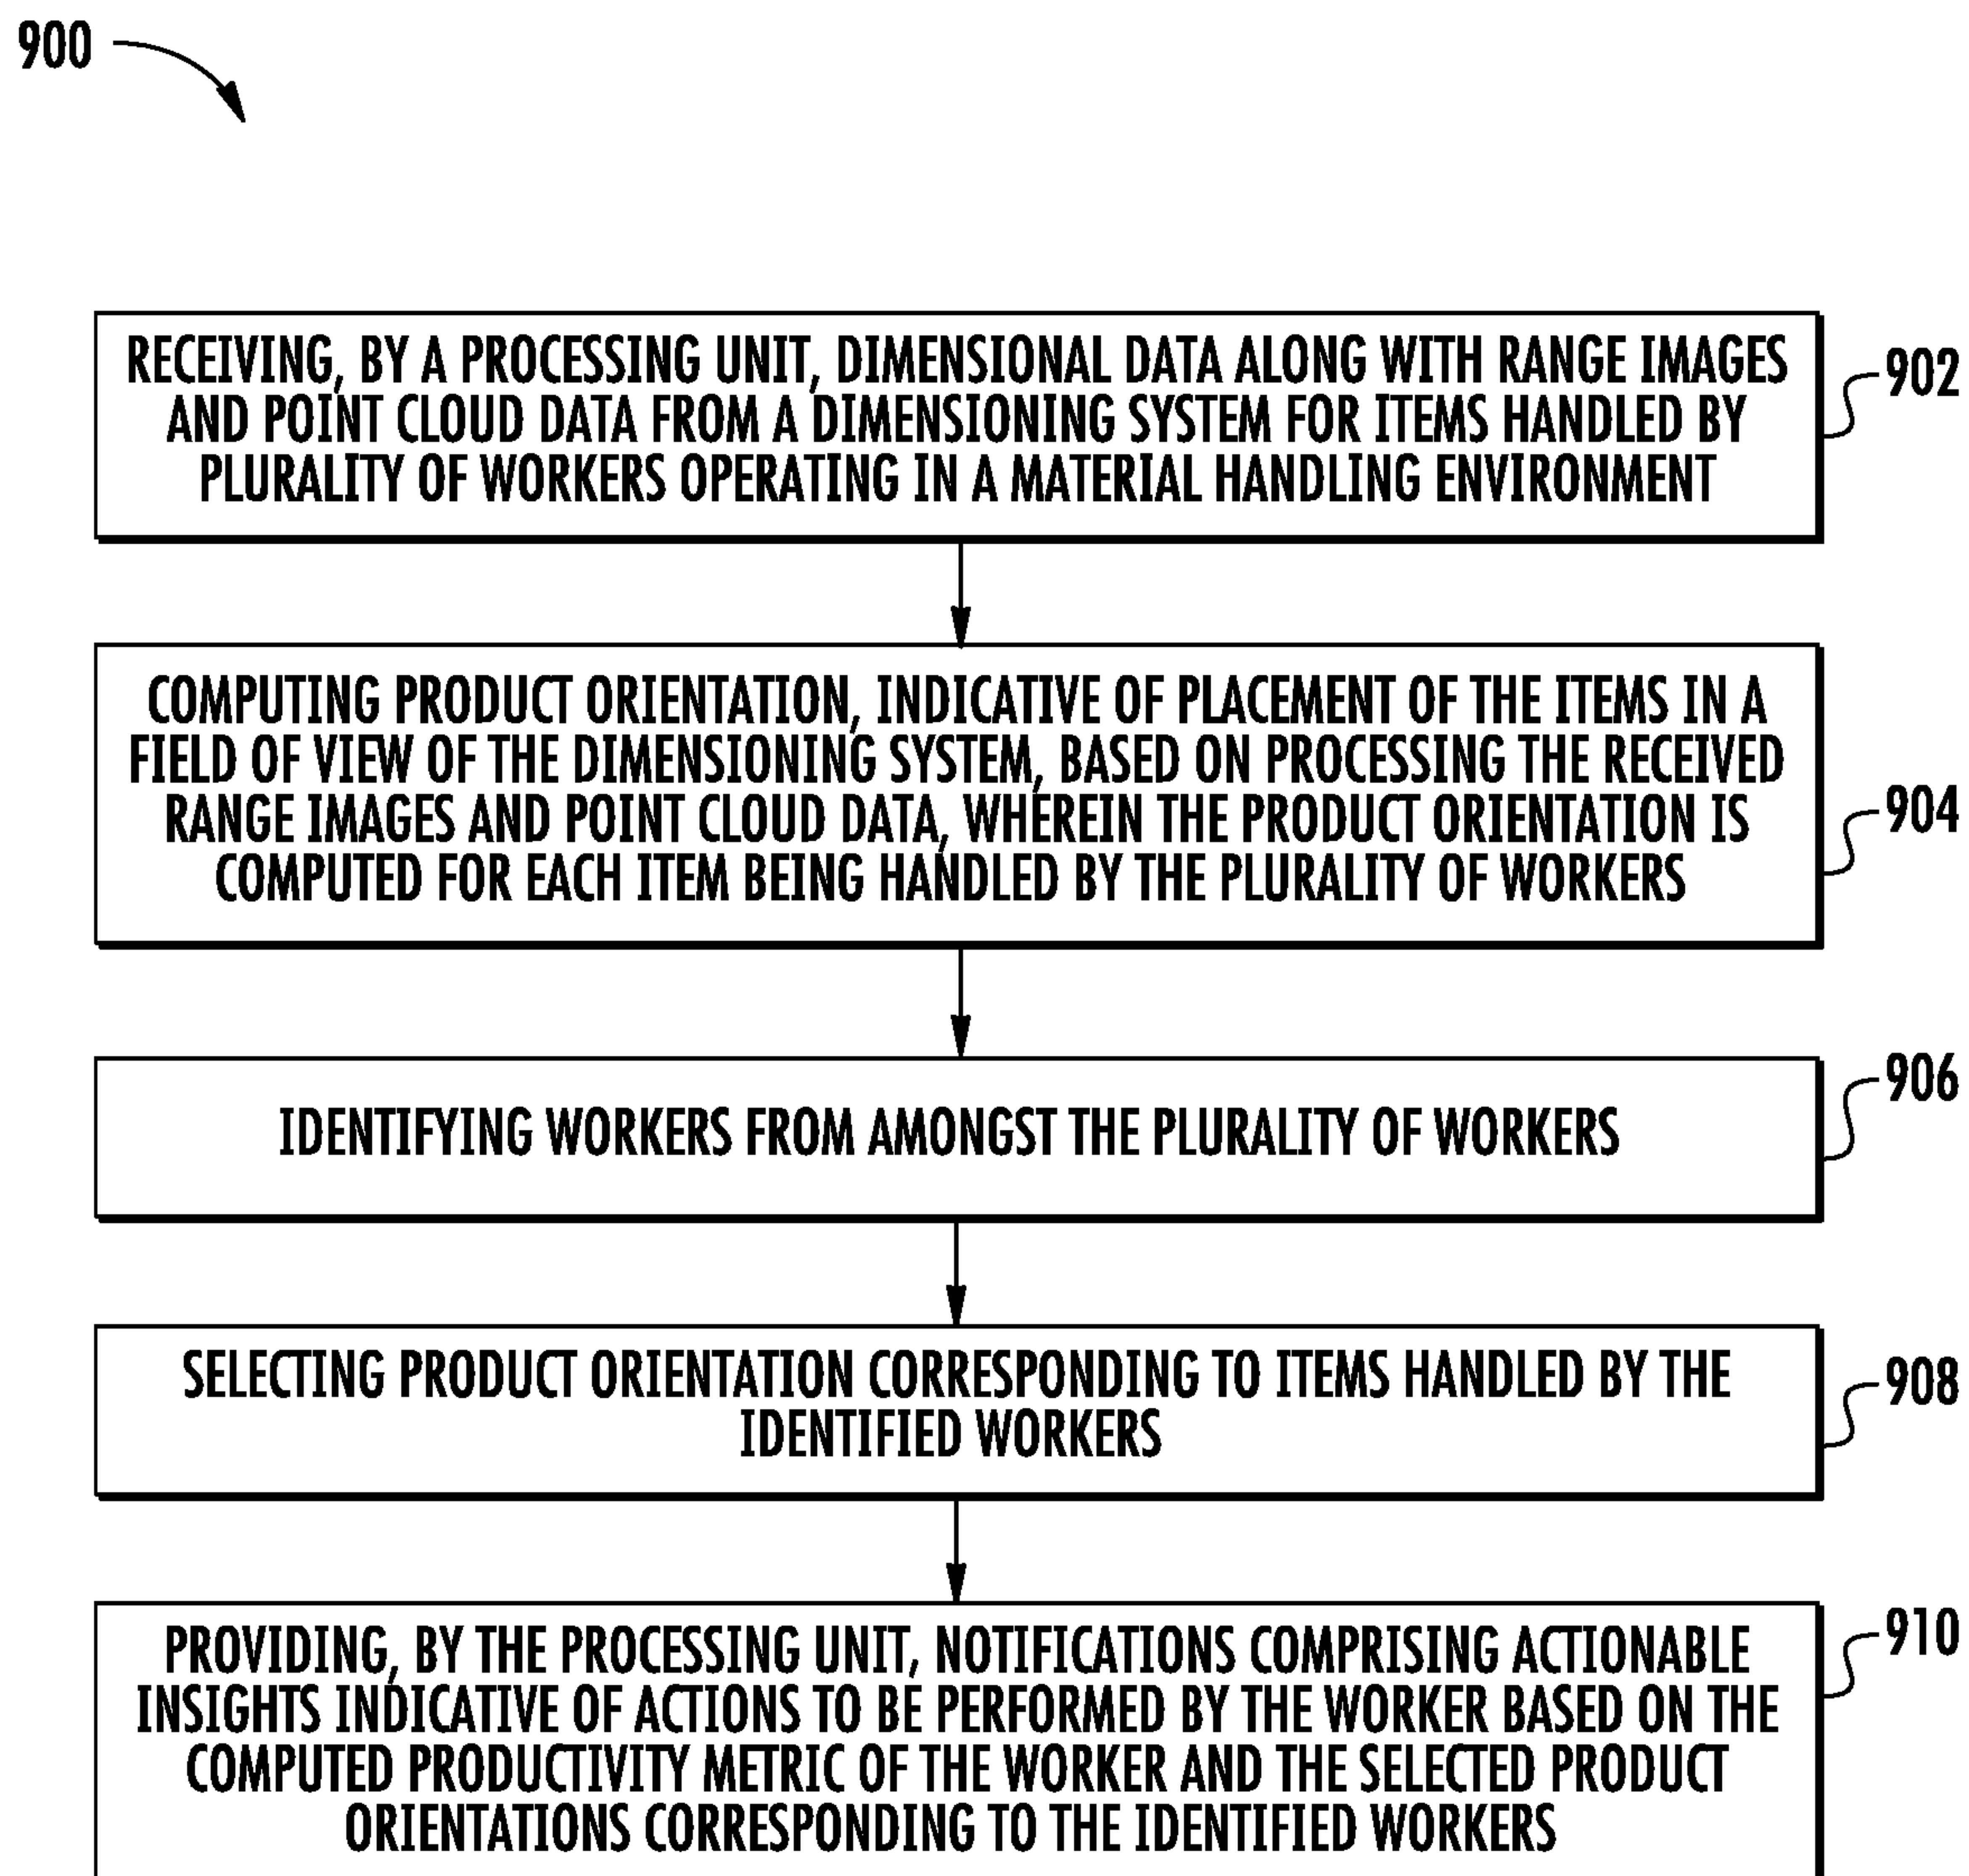 900
RECEIVING, BY A PROCESSING UNIT, DIMENSIONAL DATA ALONG WITH RANGE IMAGES
AND POINT CLOUD DATA FROM A DIMENSIONING SYSTEM FOR ITEMS HANDLED BY
PLURALITY OF WORKERS OPERATING IN A MATERIAL HANDLING ENVIRONMENT
902
COMPUTING PRODUCT ORIENTATION, INDICATIVE OF PLACEMENT OF THE ITEMS IN A
FIELD OF VIEW OF THE DIMENSIONING SYSTEM, BASED ON PROCESSING THE RECEIVED
RANGE IMAGES AND POINT CLOUD DATA, WHEREIN THE PRODUCT ORIENTATION IS
COMPUTED FOR EACH ITEM BEING HANDLED BY THE PLURALITY OF WORKERS
904
IDENTIFYING WORKERS FROM AMONGST THE PLURALITY OF WORKERS
906
SELECTING PRODUCT ORIENTATION CORRESPONDING TO ITEMS HANDLED BY THE
IDENTIFIED WORKERS
908
PROVIDING, BY THE PROCESSING UNIT, NOTIFICATIONS COMPRISING ACTIONABLE
INSIGHTS INDICATIVE OF ACTIONS TO BE PERFORMED BY THE WORKER BASED ON THE
COMPUTED PRODUCTIVITY METRIC OF THE WORKER AND THE SELECTED PRODUCT
ORIENTATIONS CORRESPONDING TO THE IDENTIFIED WORKERS
910